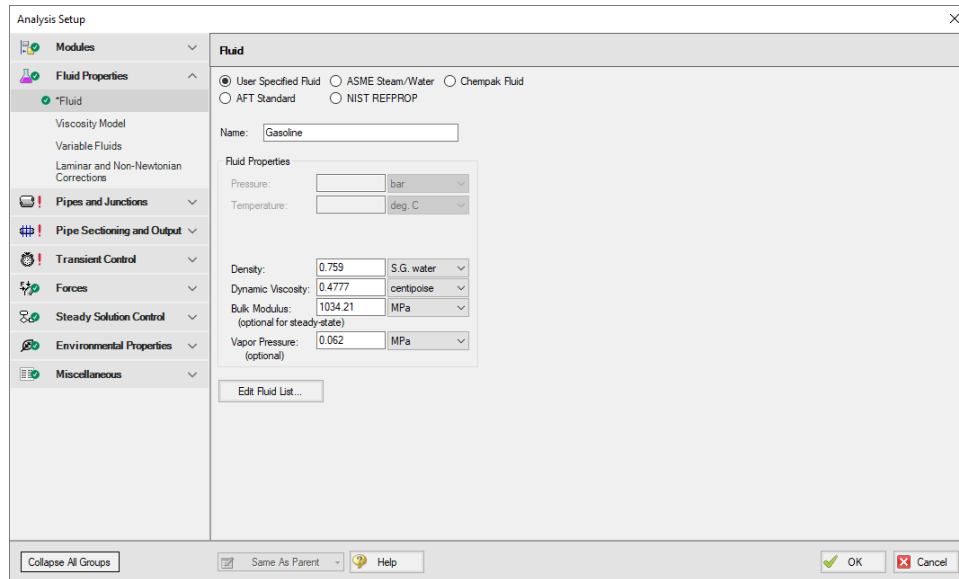 Analysis Setup
Modules
Fluid Properties
*Fluid
Viscosity Model
Variable Fluids
Laminar and Non-Newtonian
Corrections
Pipes and Junctions
Pipe Sectioning and Output
Transient Control
Forces
Steady Solution Control
Environmental Properties
Miscellaneous
Collapse All Groups
Fluid
User Specified Fluid ASME Steam/Water Chempak Fluid
AFT Standard NIST REFPROP
Name: Gasoline
Fluid Properties
Pressure: bar
Temperature: deg. C
Density: 0.759 S.G. water
Dynamic Viscosity: 0.4777 centipoise
Bulk Modulus: 1034.21 MPa
(optional for steady-state)
Vapor Pressure: 0.062 MPa
(optional)
Edit Fluid List...
Same As Parent Help OK Cancel